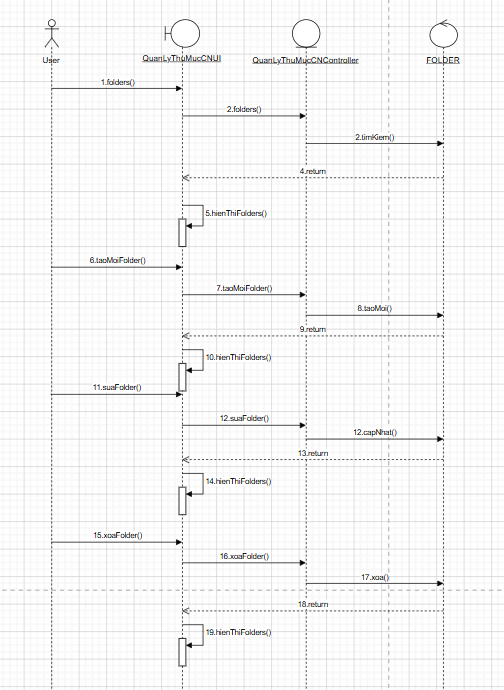 User
QuanLyThuMucCNUI
QuanLyThuMucCNController
FOLDER
1.folders()
2.folders()
2.timKiem()
4.return
5.hienThiFolders()
6.taoMoiFolder()
7.taoMoiFolder()
8.taoMoi()
9.return
10.hienThiFolders()
11.suaFolder()
12.suaFolder()
12.capNhat()
13.return
14.hienThiFolders()
15.xoaFolder()
16.xoaFolder()
17.xoa()
18.return
19.hienThiFolders()